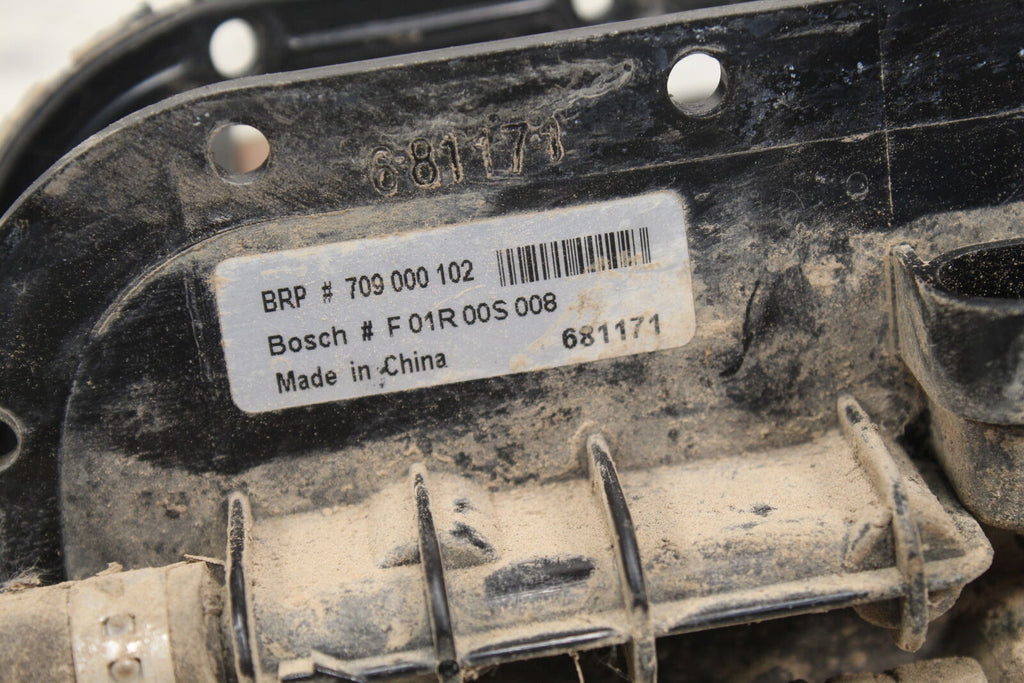 681171
BRP # 709 000 102
Bosch # F 01R 00S 008
Made in China
681171